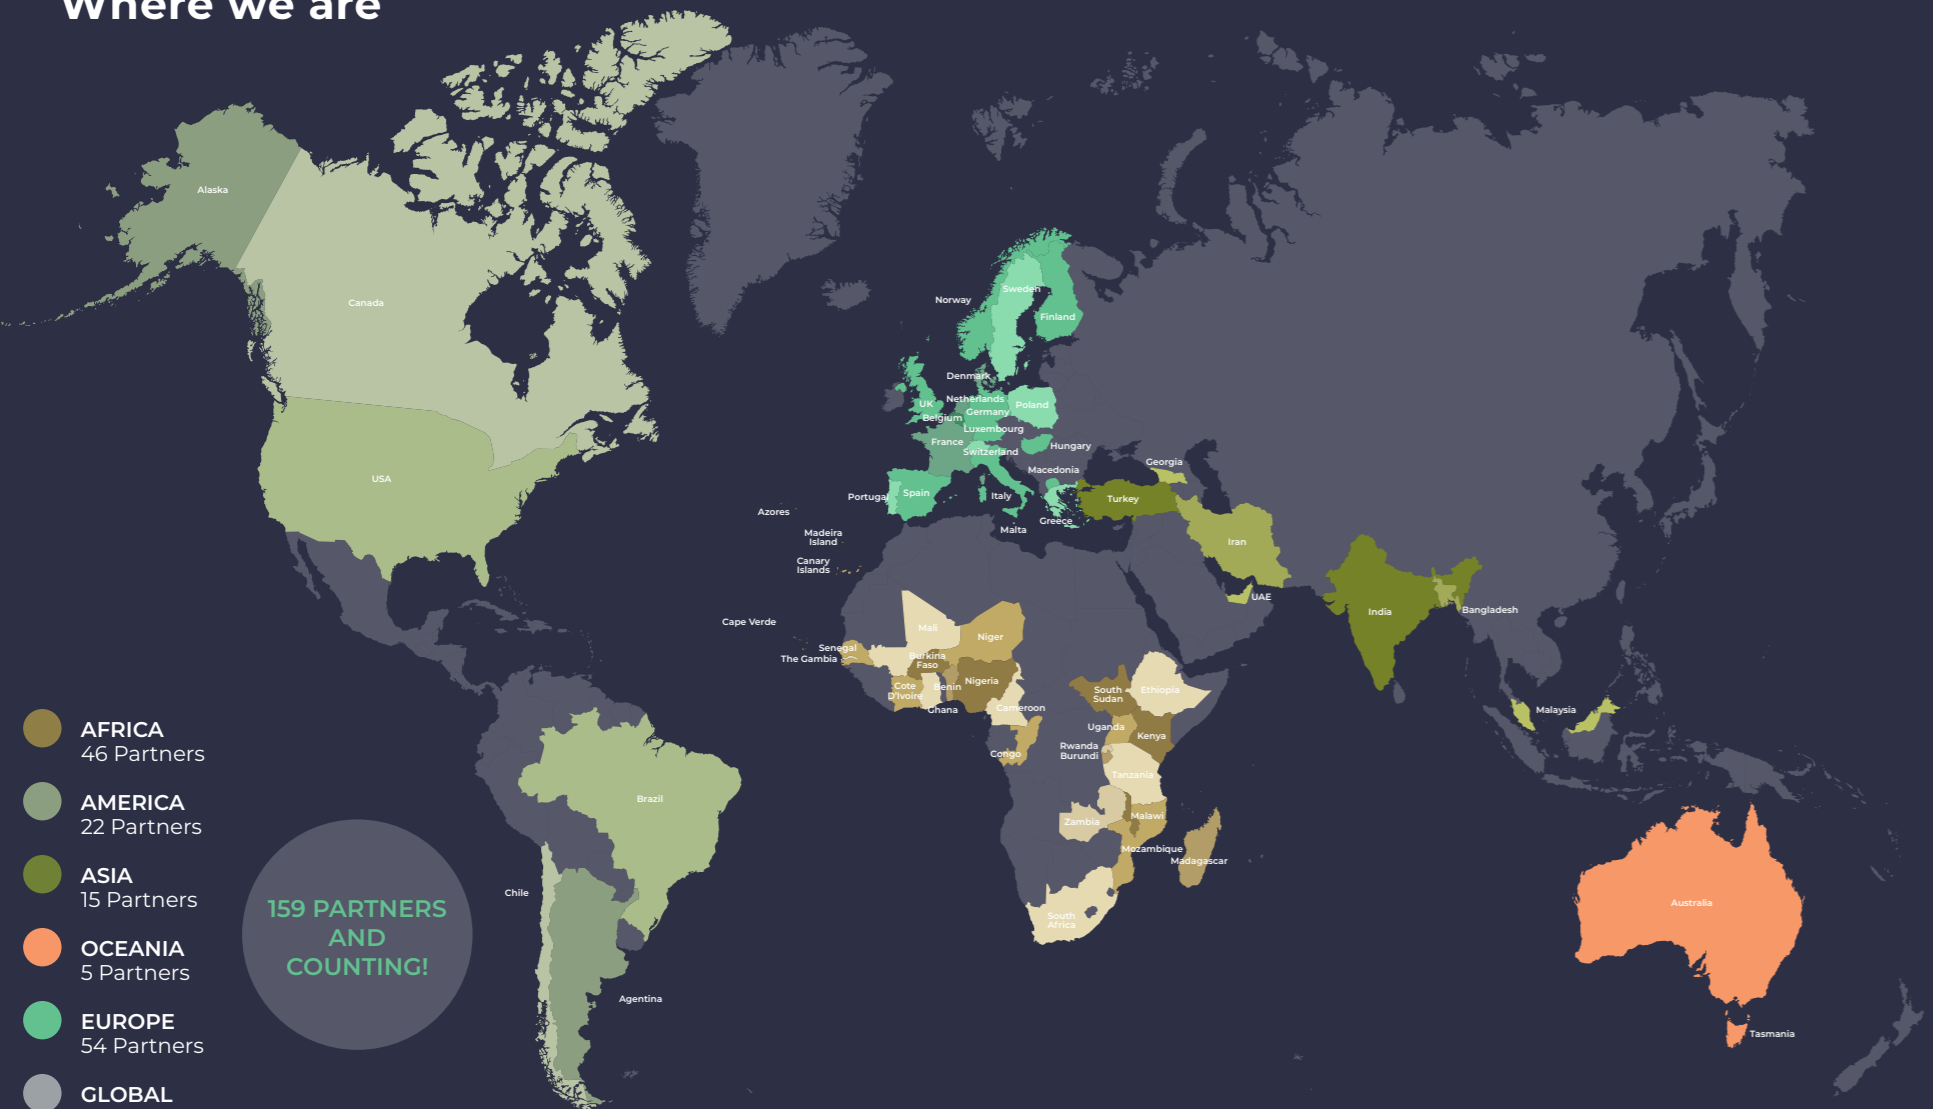 Where we are
Alaska
Canada
USA
Norway
Sweden
Finland
Denmark
Netherlands
Poland
UK
Germany
Belgium
Luxembourg
France
Hungary
Switzerland
Macedonia
Georgia
Portugal
Spain
Italy
Turkey
Azores
Greece
Malta
Madeira
Island
Iran
Canary
Islands
UAE
India
Bangladesh
Cape Verde
Mali
Niger
Senegal
The Gambia
Burkina
Faso
Cote
D'Ivoire
Benin
Nigeria
Ghana
Cameroon
South
Sudan
Ethiopia
Malaysia
Uganda
Kenya
Rwanda
Burundi
Congo
Tanzania
Brazil
Zambia
Malawi
Mozambique
Madagascar
Chile
South
Africa
Australia
Agentina
Tasmania
AFRICA
46 Partners
AMERICA
22 Partners
ASIA
15 Partners
OCEANIA
5 Partners
EUROPE
54 Partners
GLOBAL
159 PARTNERS
AND
COUNTING!